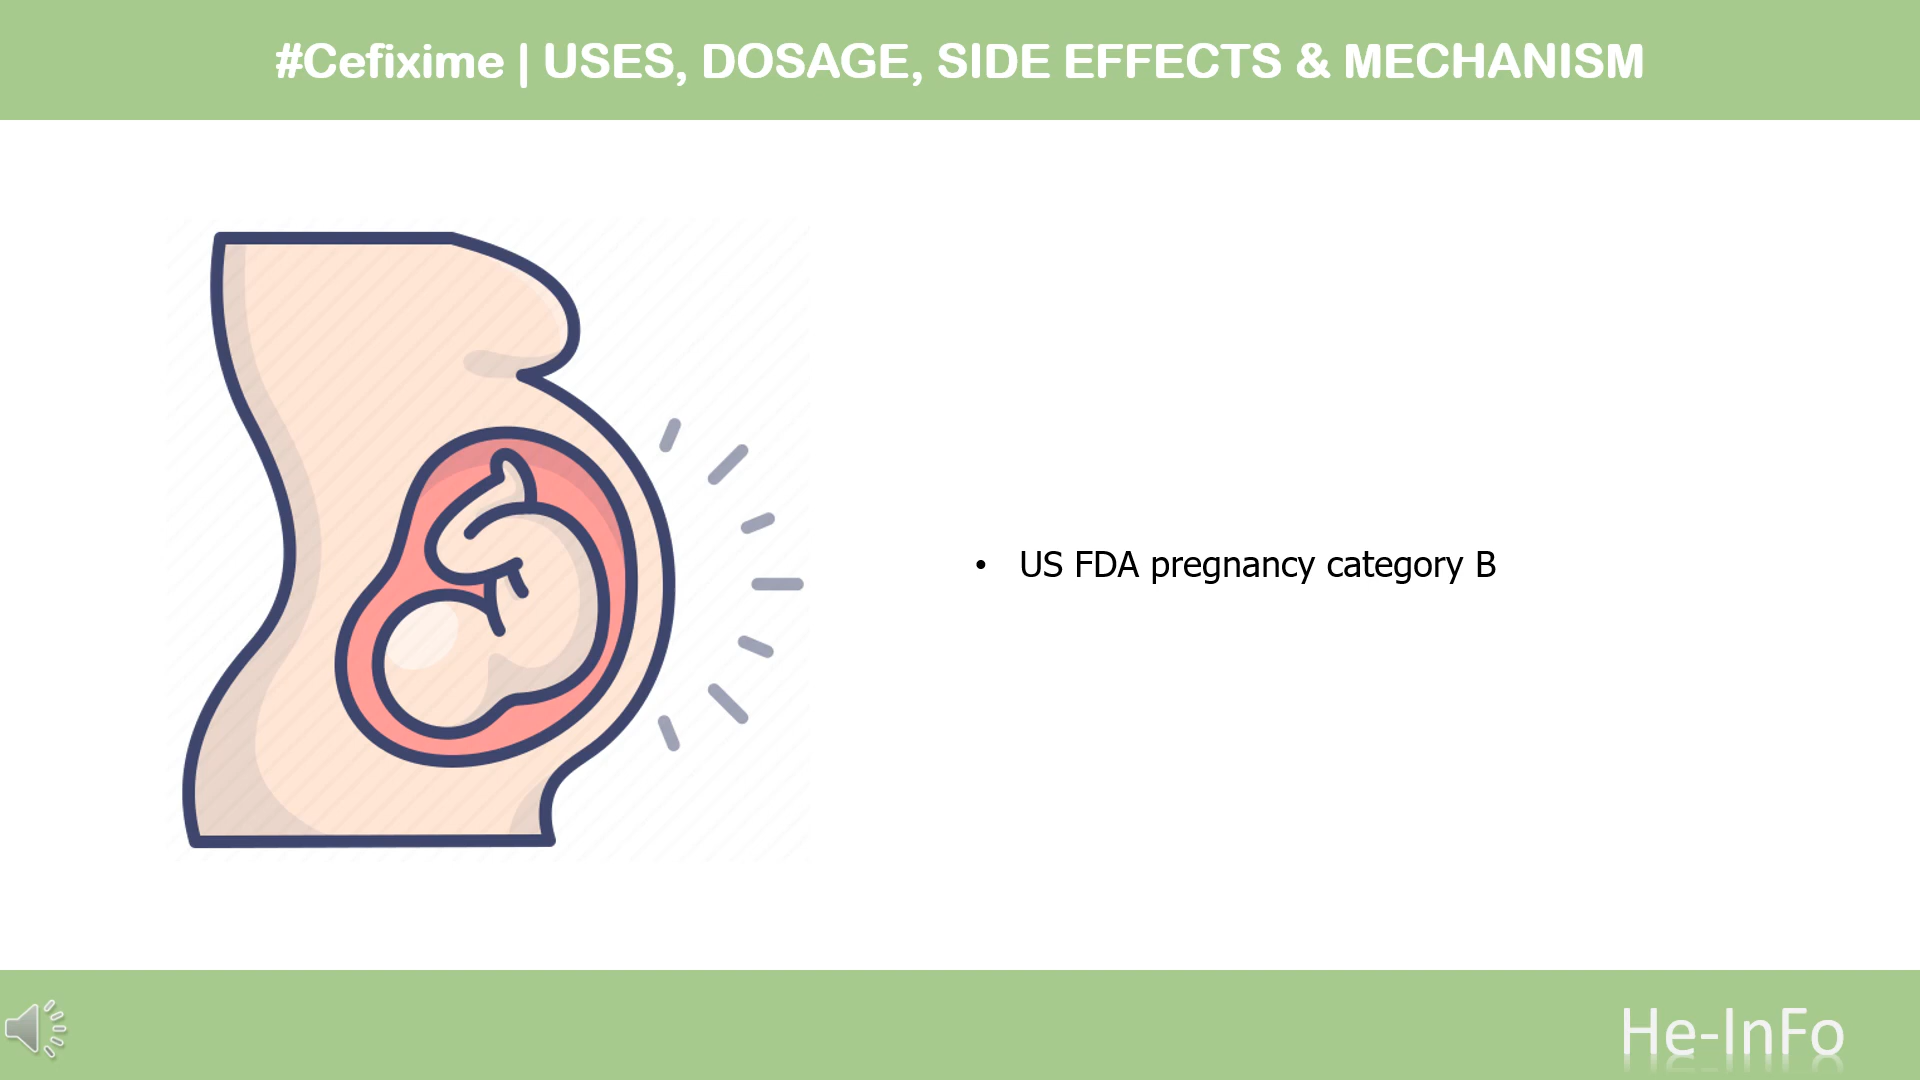 #Cefixime | USES, DOSAGE, SIDE EFFECTS & MECHANISM
• US FDA pregnancy category B
He-InFo